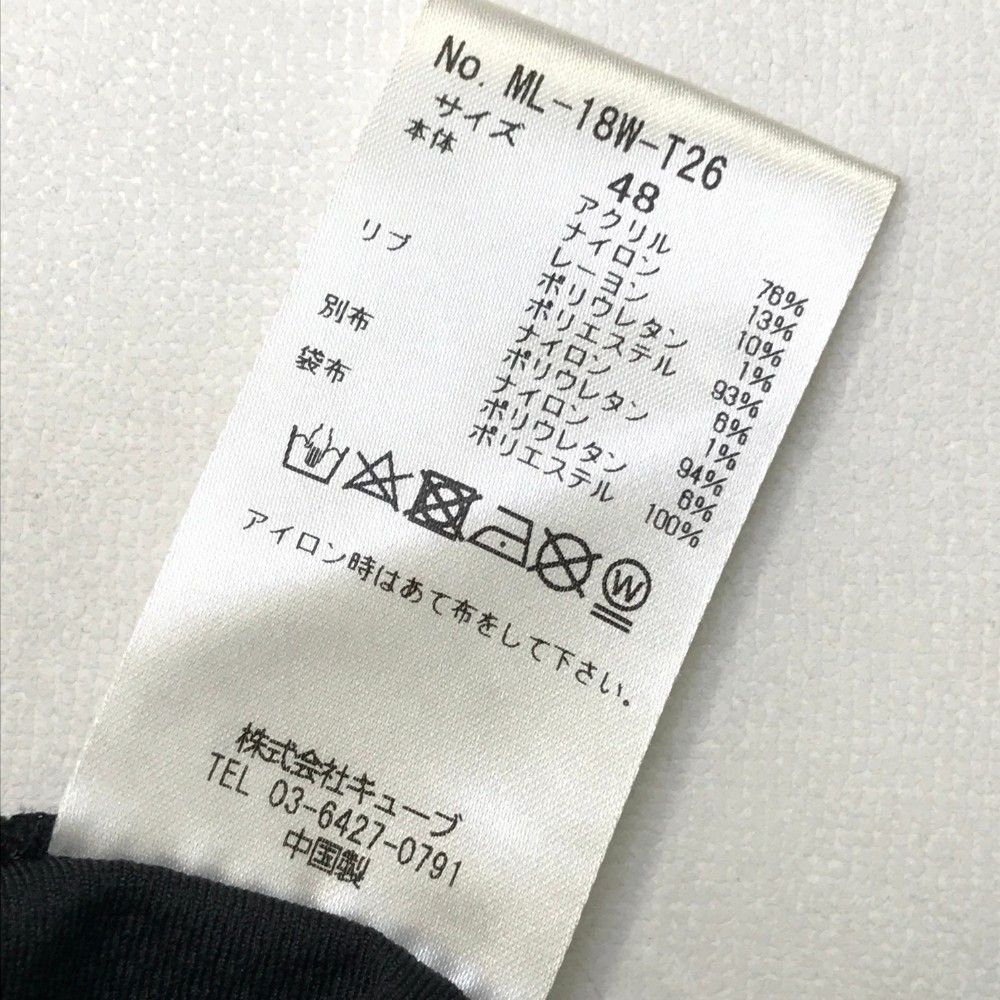 No. ML-18W-T26
サイズ 48
本体 アクリル 76%
ナイロン 13%
レーヨン 10%
ポリウレタン 1%
リブ ポリエステル 93%
ナイロン 6%
ポリウレタン 1%
別布 ナイロン 94%
ポリウレタン 6%
袋布 ポリエステル 100%
W
アイロン時はあて布をして下さい。
株式会社キューブ
TEL 03-6427-0791
中国製